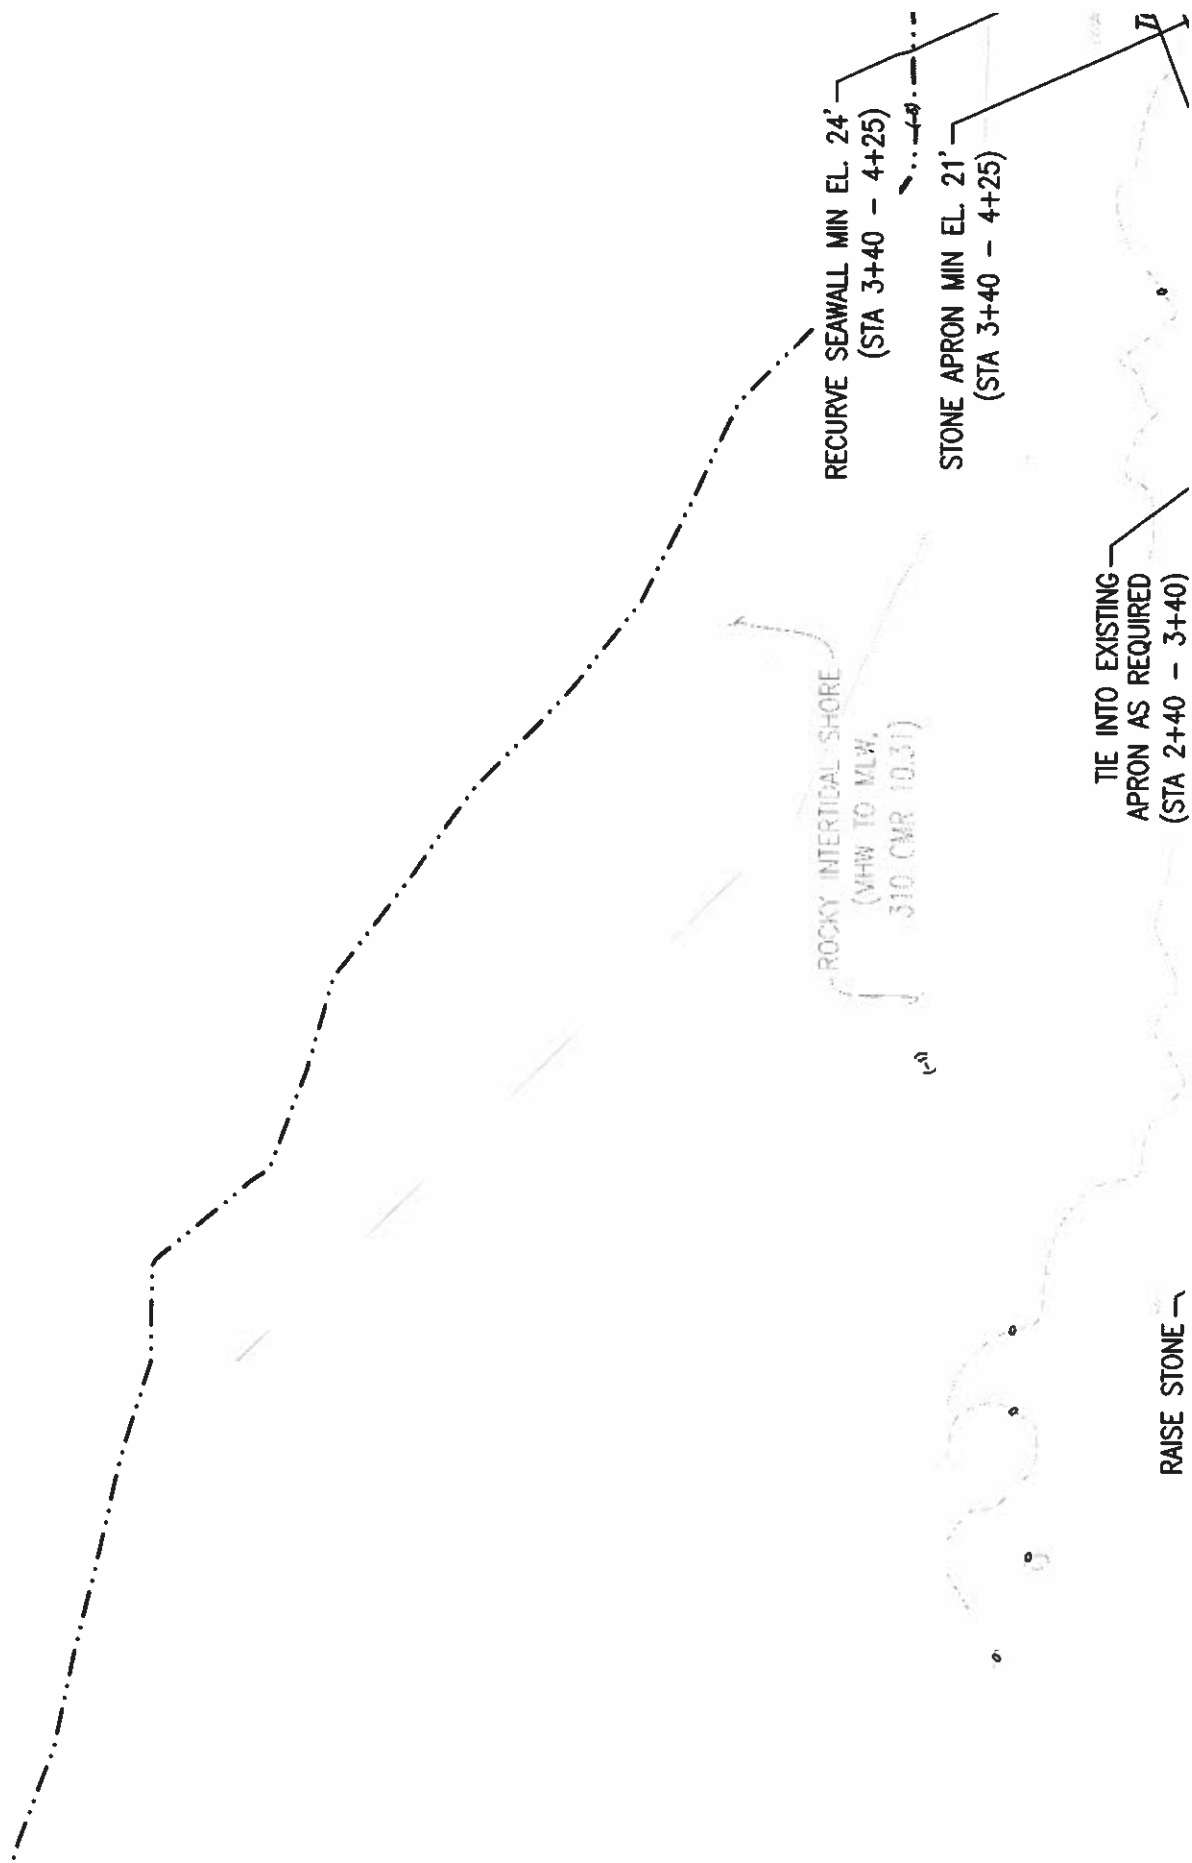 RECURVE SEAWALL MIN EL. 24'
(STA 3+40 - 4+25)
STONE APRON MIN EL. 21'
(STA 3+40 - 4+25)
ROCKY INTERTIDAL SHORE
(VHW TO MLW,
310 CMR 10.31)
TIE INTO EXISTING
APRON AS REQUIRED
(STA 2+40 - 3+40)
RAISE STONE